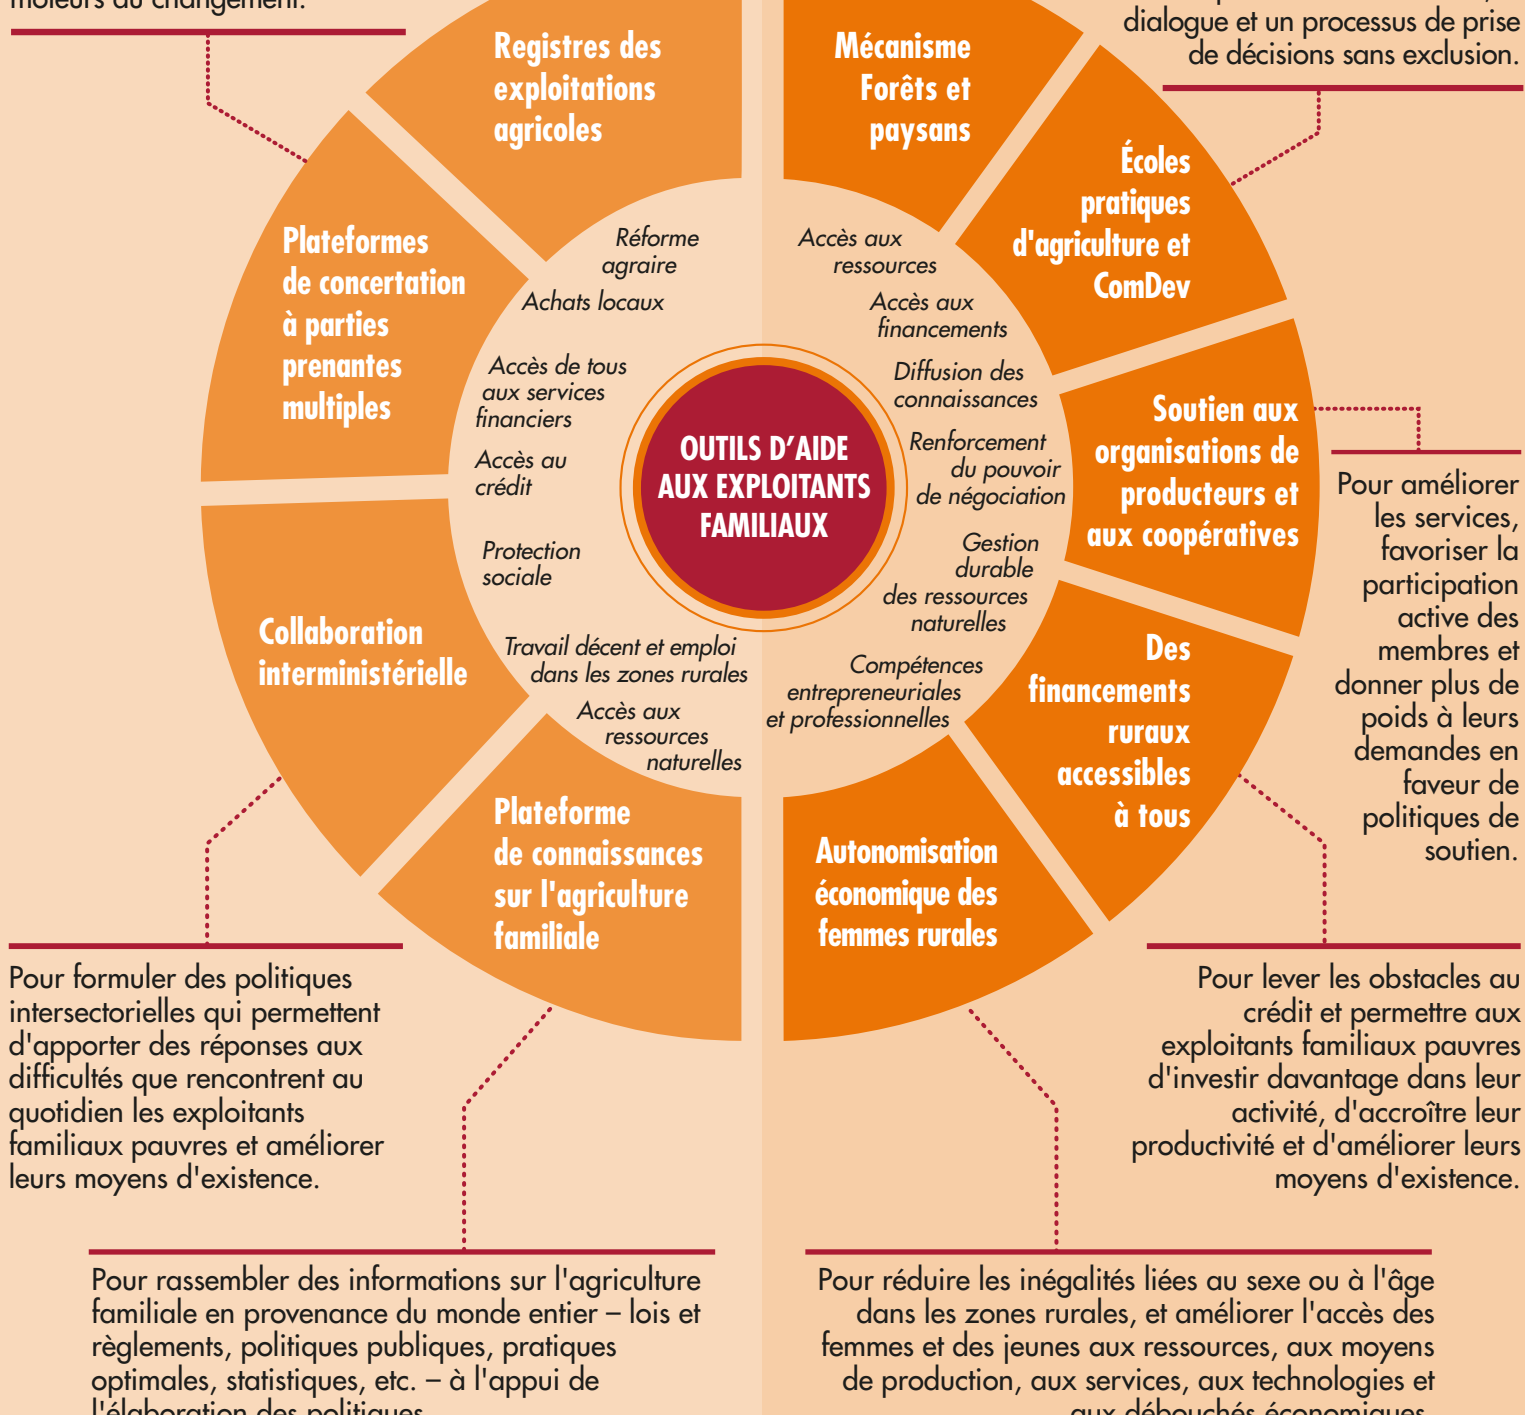 moteurs du changement.
dialogue et un processus de prise
de décisions sans exclusion.
Registres des
exploitations
agricoles
Mécanisme
Forêts et
paysans
Écoles
pratiques
d'agriculture et
ComDev
Plateformes
de concertation
à parties
prenantes
multiples
Réforme
agraire
Achats locaux
Accès de tous
aux services
financiers
Accès au
crédit
Protection
sociale
Travail décent et emploi
dans les zones rurales
Accès aux
ressources
naturelles
Accès aux
ressources
Accès aux
financements
Diffusion des
connaissances
Renforcement
du pouvoir
de négociation
Gestion
durable
des ressources
naturelles
Compétences
entrepreneuriales
et professionnelles
OUTILS D’AIDE
AUX EXPLOITANTS
FAMILIAUX
Soutien aux
organisations de
producteurs et
aux coopératives
Pour améliorer
les services,
favoriser la
participation
active des
membres et
donner plus de
poids à leurs
demandes en
faveur de
politiques de
soutien.
Collaboration
interministérielle
Des
financements
ruraux
accessibles
à tous
Plateforme
de connaissances
sur l'agriculture
familiale
Autonomisation
économique des
femmes rurales
Pour formuler des politiques
intersectorielles qui permettent
d'apporter des réponses aux
difficultés que rencontrent au
quotidien les exploitants
familiaux pauvres et améliorer
leurs moyens d'existence.
Pour lever les obstacles au
crédit et permettre aux
exploitants familiaux pauvres
d'investir davantage dans leur
activité, d'accroître leur
productivité et d'améliorer leurs
moyens d'existence.
Pour rassembler des informations sur l'agriculture
familiale en provenance du monde entier – lois et
règlements, politiques publiques, pratiques
optimales, statistiques, etc. – à l'appui de
l'élaboration des politiques.
Pour réduire les inégalités liées au sexe ou à l'âge
dans les zones rurales, et améliorer l'accès des
femmes et des jeunes aux ressources, aux moyens
de production, aux services, aux technologies et
aux débouchés économiques.